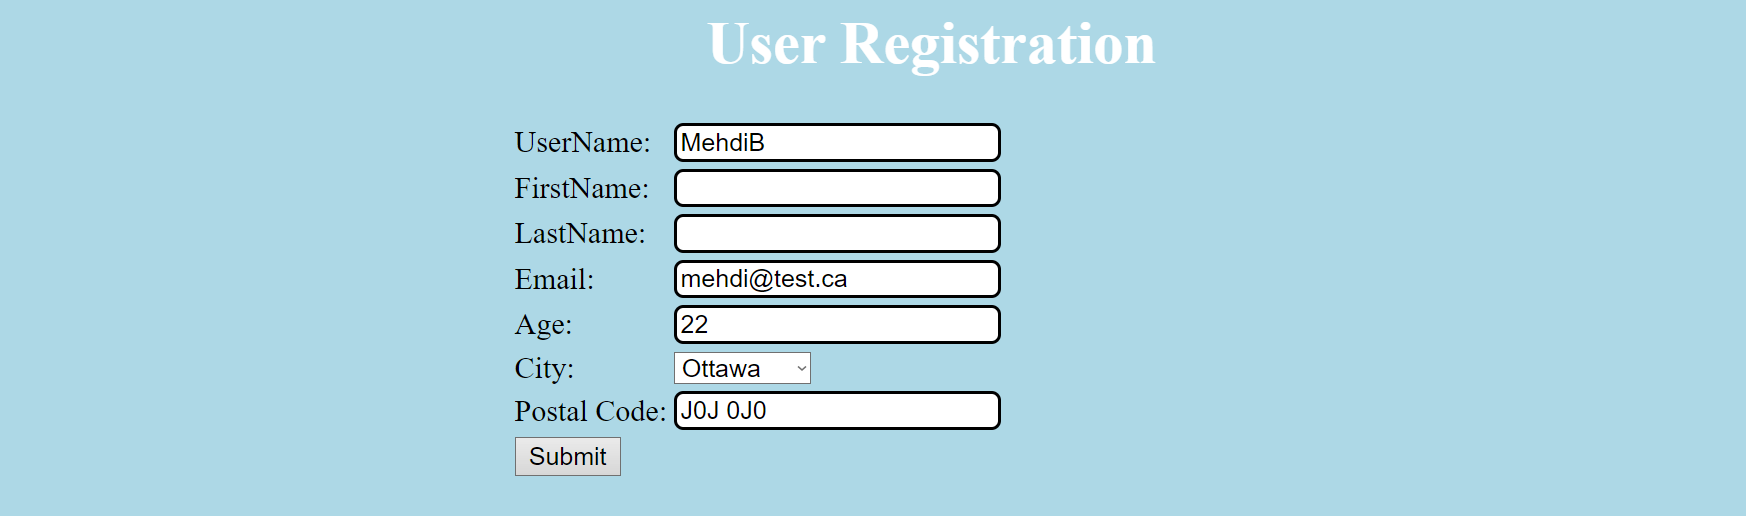 User Registration
UserName: MehdiB
FirstName:
LastName:
Email: mehdi@test.ca
Age: 22
City: Ottawa
Postal Code: J0J 0J0
Submit